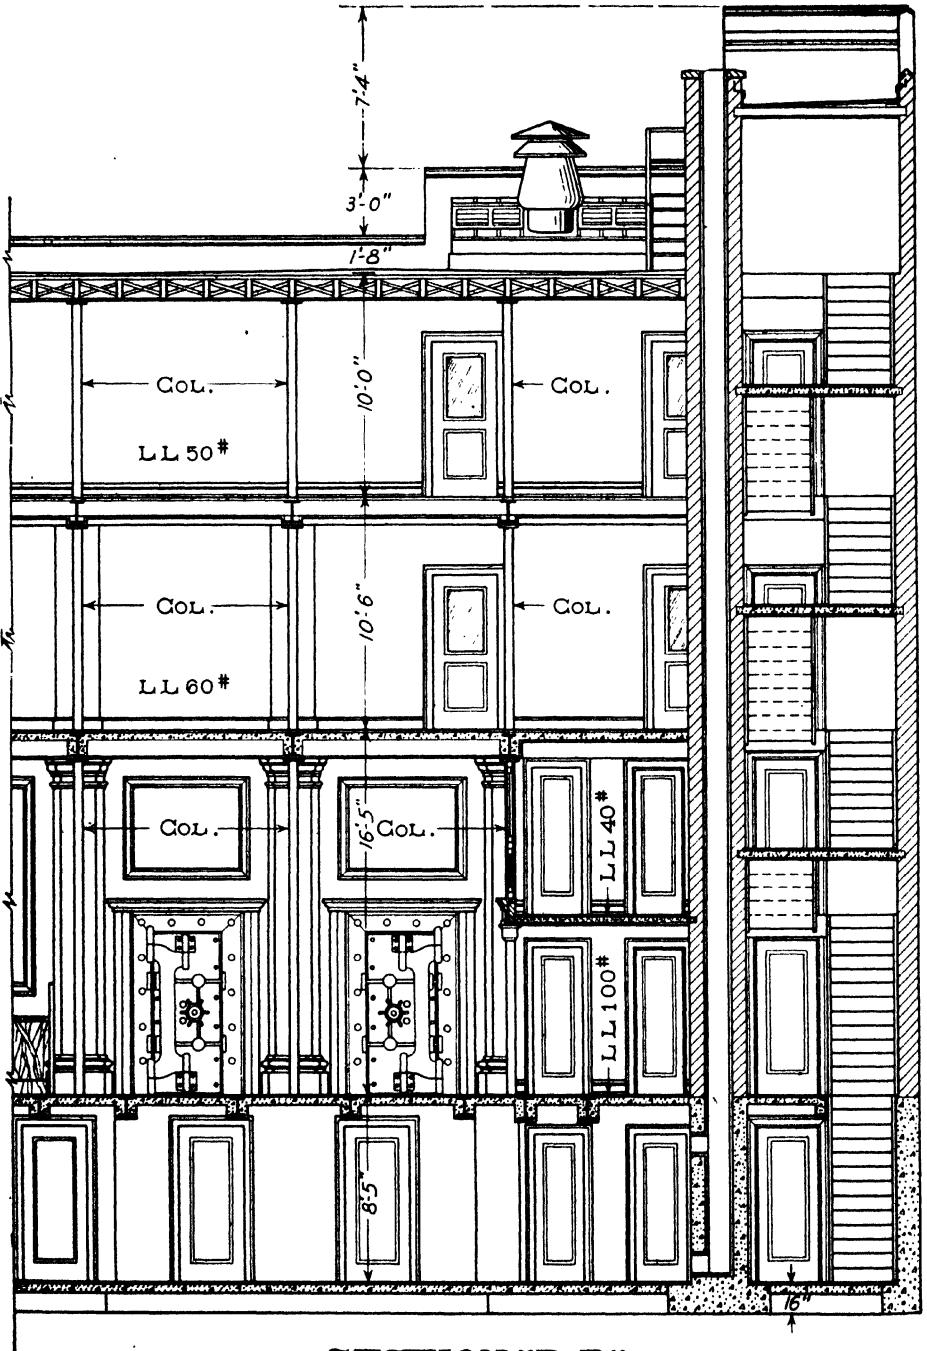 7'-4"
3'-0"
1'-8"
COL.
10'-0"
COL.
LL 50#
COL.
10'-6"
COL.
LL 60#
COL.
16'-5"
COL.
LL 40#
LL 100#
8'-5"
16"